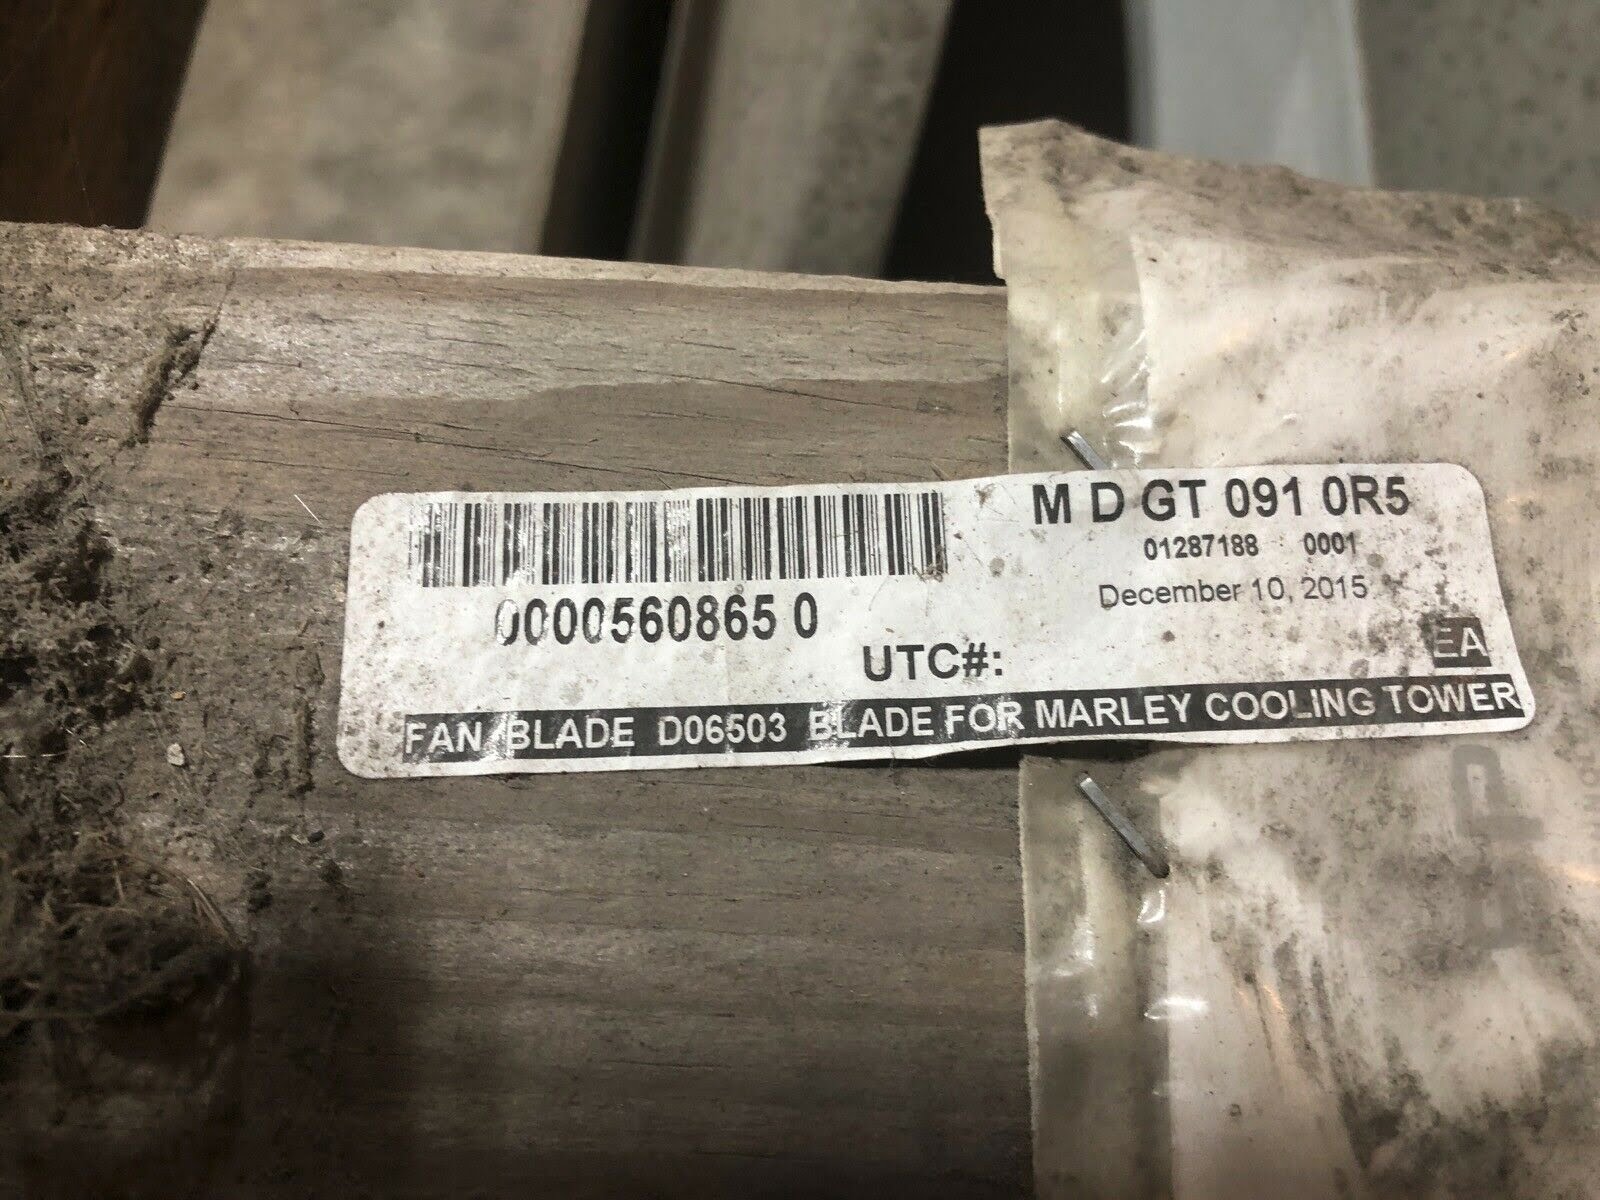 M D GT 091 0R5
01287188 0001
December 10, 2015
0000560865 0
UTC#:
EA
FAN BLADE D06503 BLADE FOR MARLEY COOLING TOWER